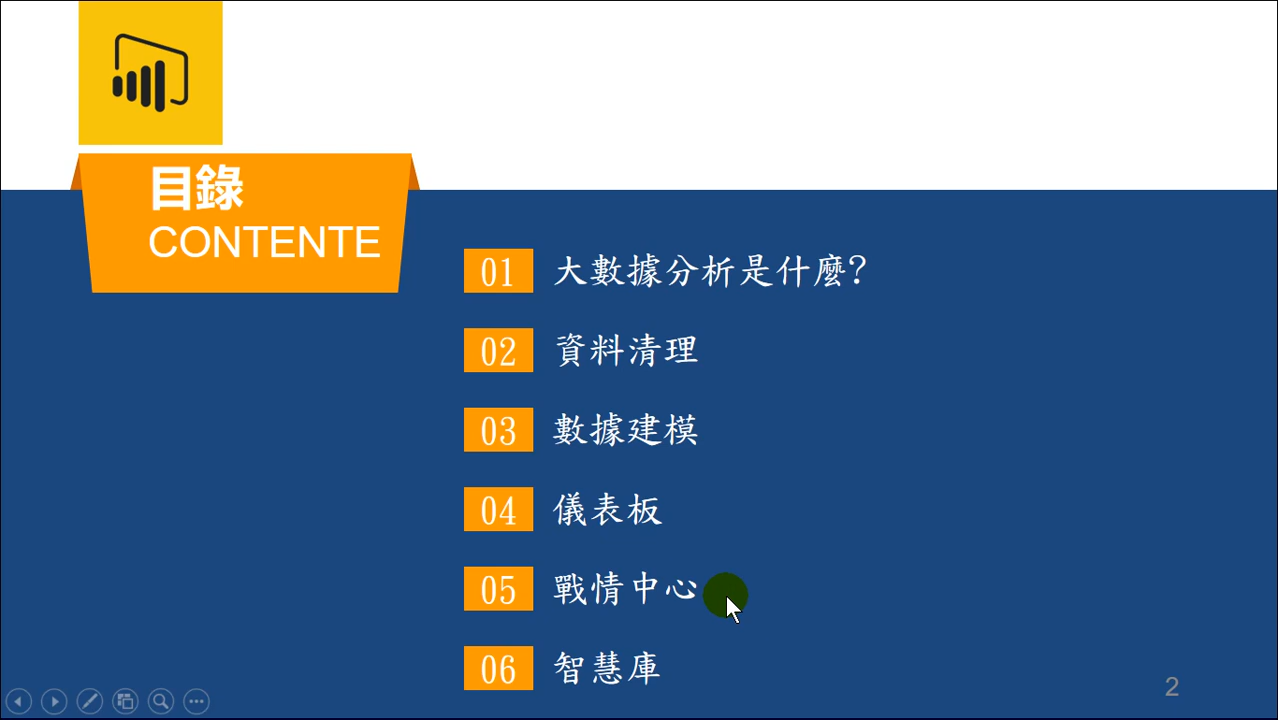 目錄
CONTENTE
01 大數據分析是什麼?
02 資料清理
03 數據建模
04 儀表板
05 戰情中心
06 智慧庫
2